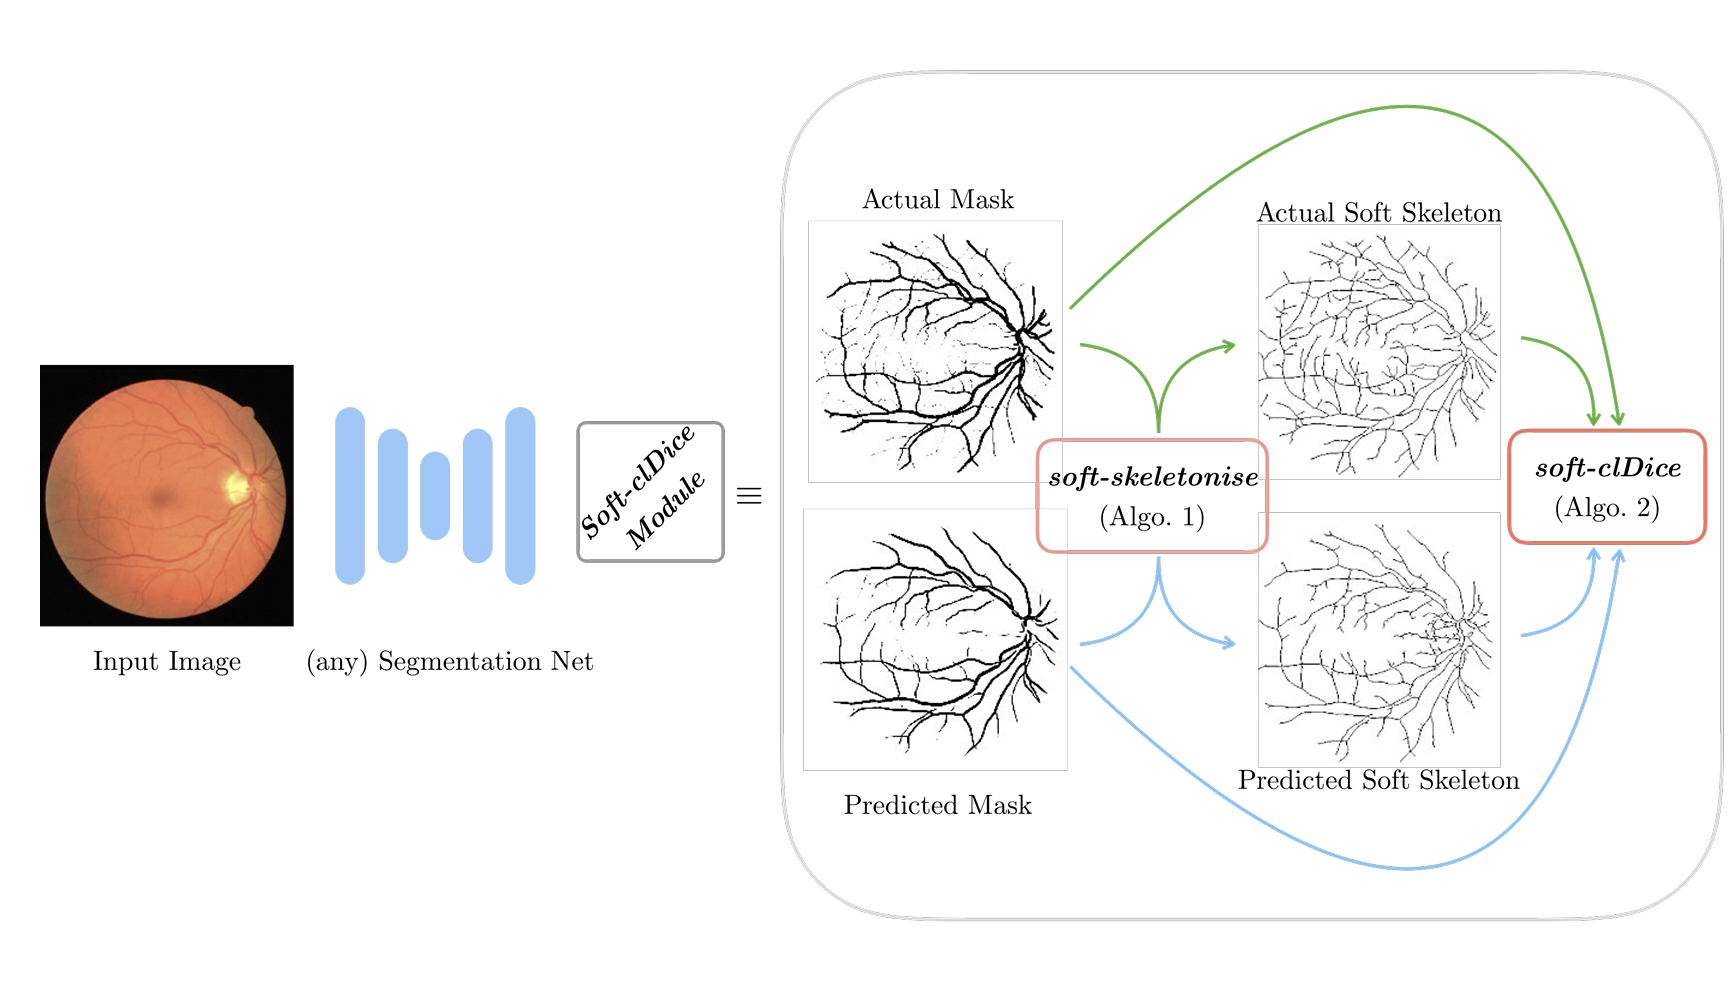 Input Image
(any) Segmentation Net
Soft-clDice
Module
≡
Actual Mask
Actual Soft Skeleton
soft-skeletonise
(Algo. 1)
soft-clDice
(Algo. 2)
Predicted Mask
Predicted Soft Skeleton